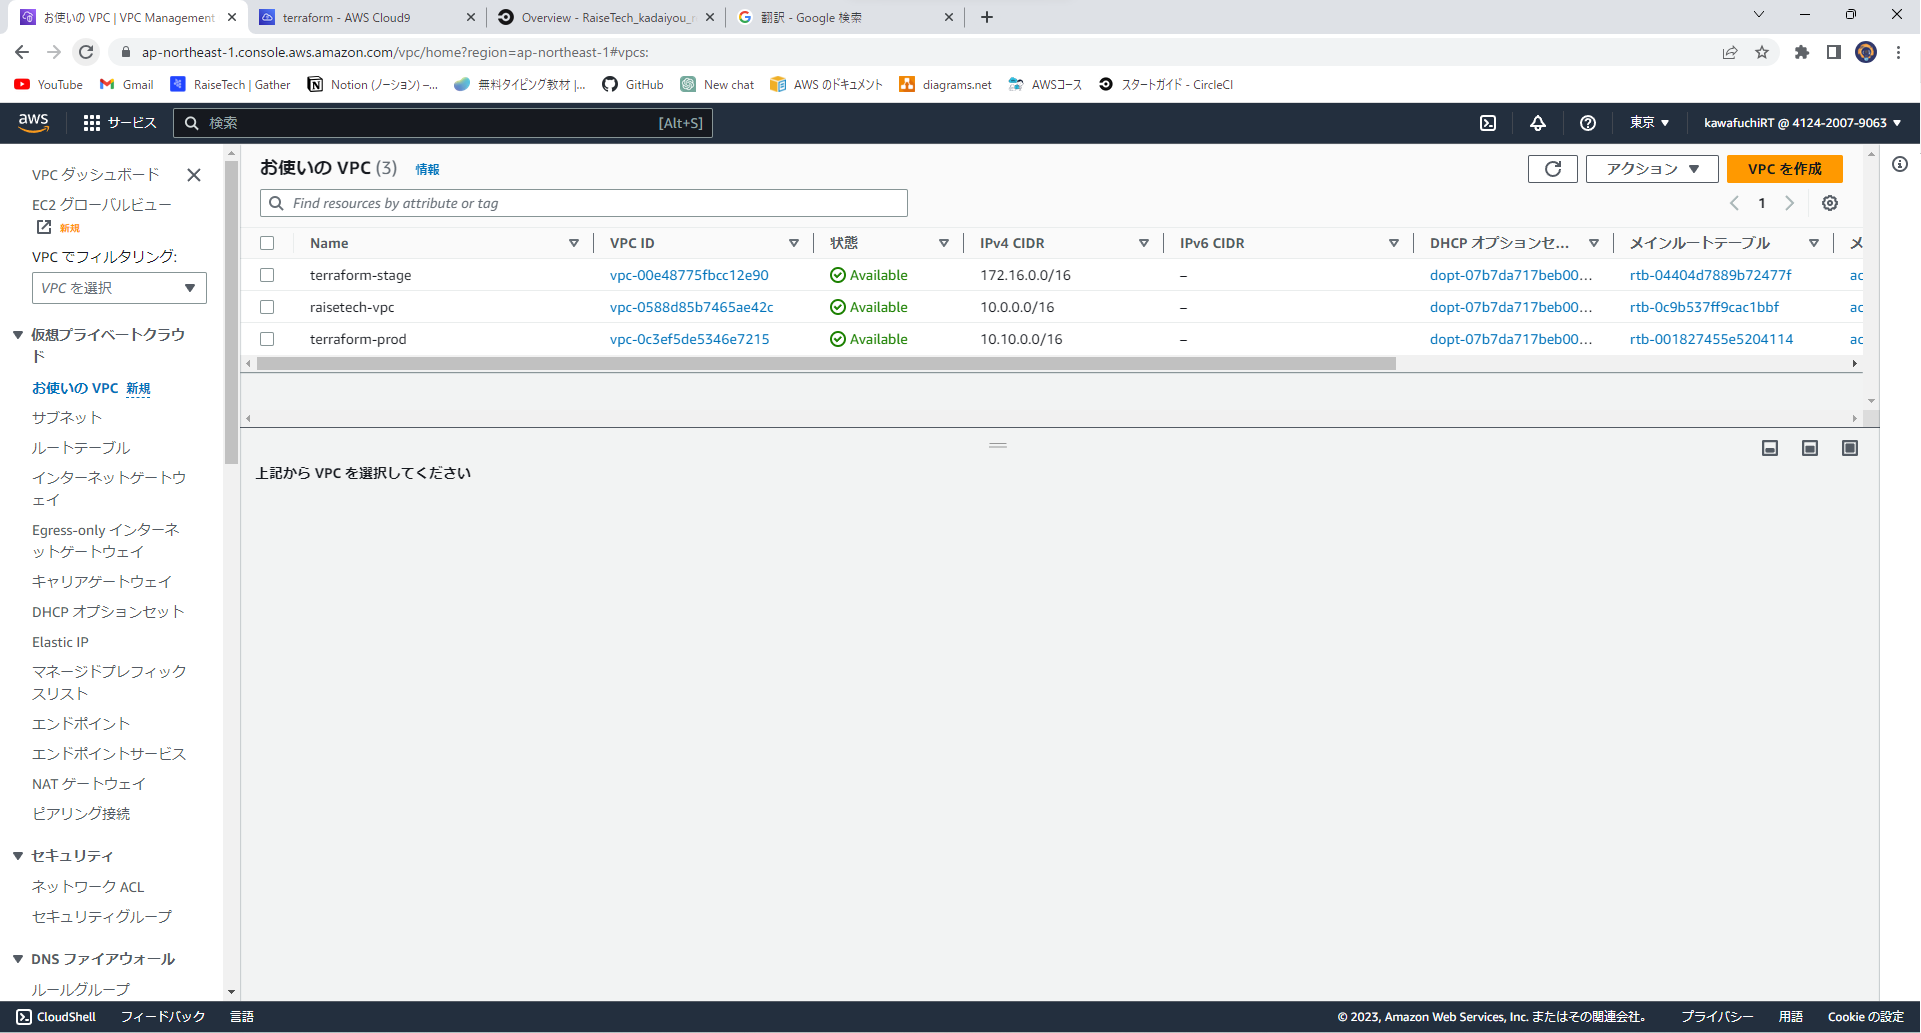 お使いの VPC | VPC Management
terraform - AWS Cloud9
Overview - RaiseTech_kadaiyou_r
翻訳 - Google 検索
ap-northeast-1.console.aws.amazon.com/vpc/home?region=ap-northeast-1#vpcs:
YouTube
Gmail
RaiseTech | Gather
Notion (ノーション) –...
無料タイピング教材 |...
GitHub
New chat
AWS のドキュメント
diagrams.net
AWSコース
スタートガイド - CircleCI
aws
サービス
検索
[Alt+S]
東京
kawafuchiRT @ 4124-2007-9063
VPC ダッシュボード
EC2 グローバルビュー
新規
VPC でフィルタリング:
VPC を選択
仮想プライベートクラウ
ド
お使いの VPC 新規
サブネット
ルートテーブル
インターネットゲートウ
ェイ
Egress-only インターネ
ットゲートウェイ
キャリアゲートウェイ
DHCP オプションセット
Elastic IP
マネージドプレフィック
スリスト
エンドポイント
エンドポイントサービス
NAT ゲートウェイ
ピアリング接続
セキュリティ
ネットワーク ACL
セキュリティグループ
DNS ファイアウォール
ルールグループ
お使いの VPC (3) 情報
アクション
VPC を作成
Find resources by attribute or tag
1
Name VPC ID 状態 IPv4 CIDR IPv6 CIDR DHCP オプションセ... メインルートテーブル メ
terraform-stage vpc-00e48775fbcc12e90 Available 172.16.0.0/16 – dopt-07b7da717beb00... rtb-04404d7889b72477f ac
raisetech-vpc vpc-0588d85b7465ae42c Available 10.0.0.0/16 – dopt-07b7da717beb00... rtb-0c9b537ff9cac1bbf ac
terraform-prod vpc-0c3ef5de5346e7215 Available 10.10.0.0/16 – dopt-07b7da717beb00... rtb-001827455e5204114 ac
上記から VPC を選択してください
CloudShell
フィードバック
言語
© 2023, Amazon Web Services, Inc. またはその関連会社。
プライバシー
用語
Cookie の設定